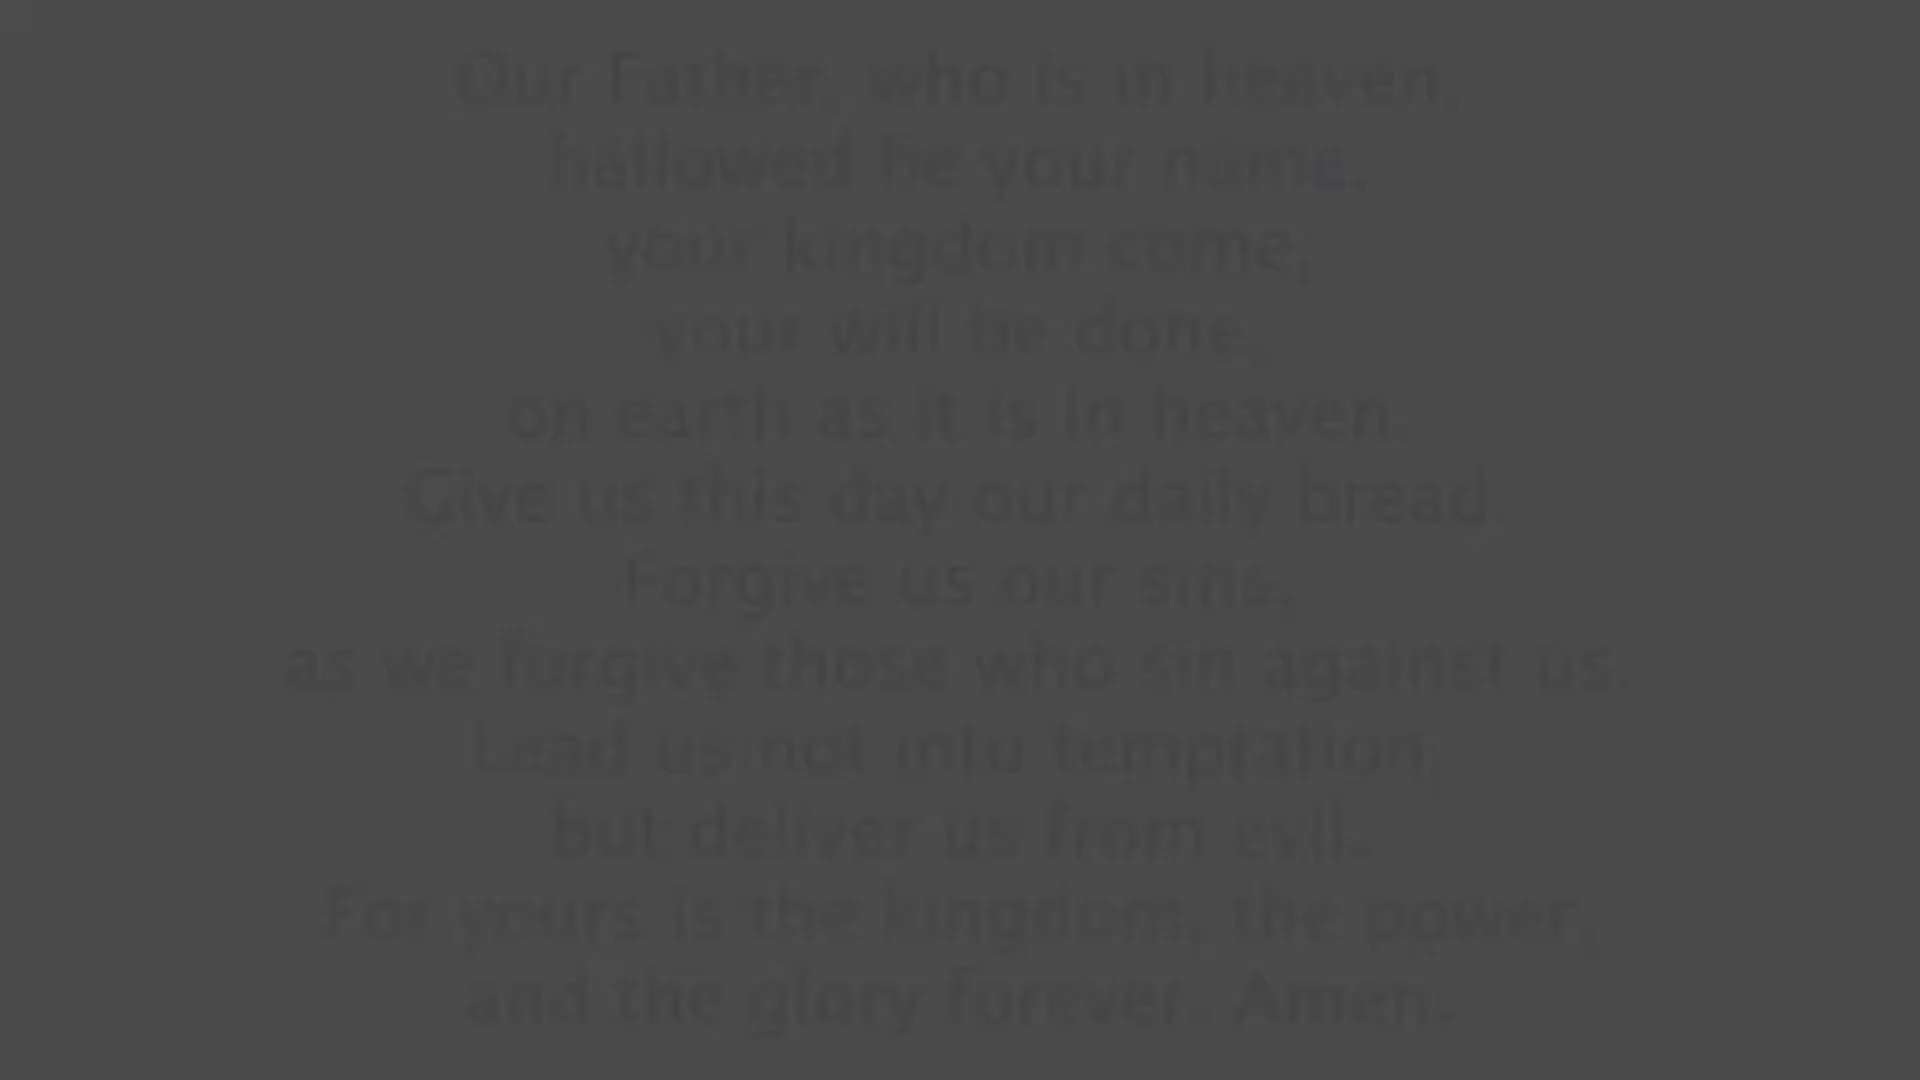 Our Father, who is in heaven,
hallowed be your name.
your kingdom come,
your will be done,
on earth as it is in heaven.
Give us this day our daily bread.
Forgive us our sins,
as we forgive those who sin against us.
Lead us not into temptation,
but deliver us from evil.
For yours is the kingdom, the power,
and the glory forever. Amen.